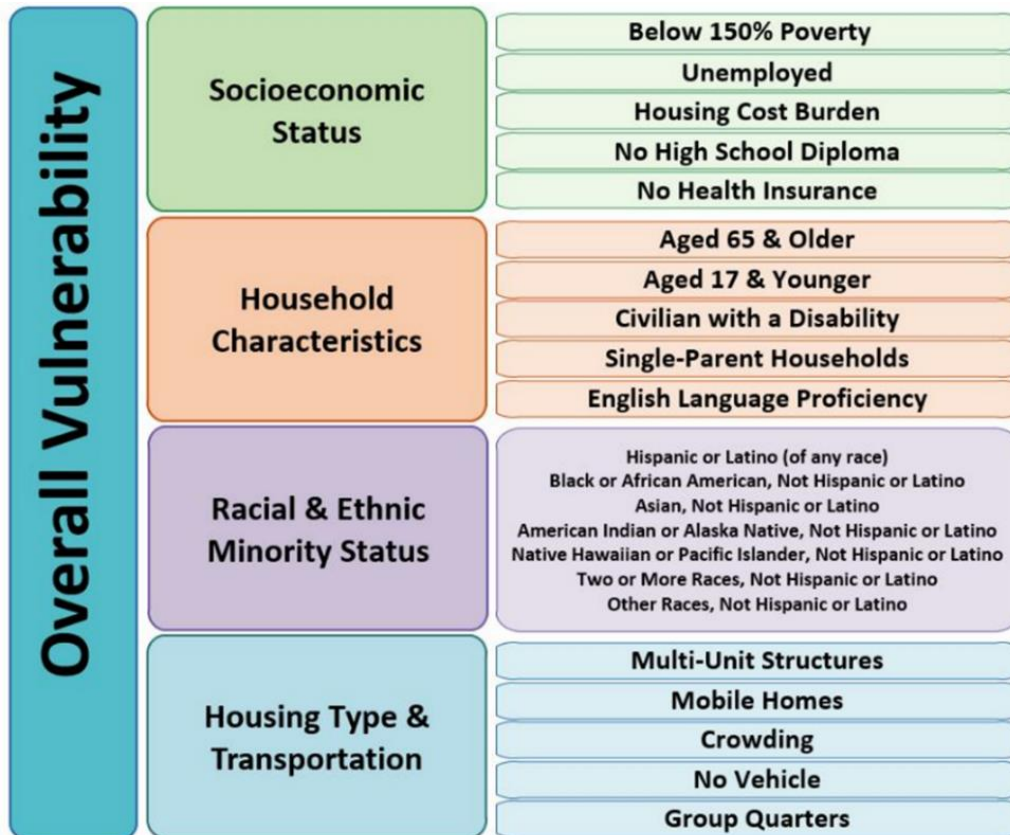 Overall Vulnerability
Socioeconomic
Status
Below 150% Poverty
Unemployed
Housing Cost Burden
No High School Diploma
No Health Insurance
Household
Characteristics
Aged 65 & Older
Aged 17 & Younger
Civilian with a Disability
Single-Parent Households
English Language Proficiency
Racial & Ethnic
Minority Status
Hispanic or Latino (of any race)
Black or African American, Not Hispanic or Latino
Asian, Not Hispanic or Latino
American Indian or Alaska Native, Not Hispanic or Latino
Native Hawaiian or Pacific Islander, Not Hispanic or Latino
Two or More Races, Not Hispanic or Latino
Other Races, Not Hispanic or Latino
Housing Type &
Transportation
Multi-Unit Structures
Mobile Homes
Crowding
No Vehicle
Group Quarters